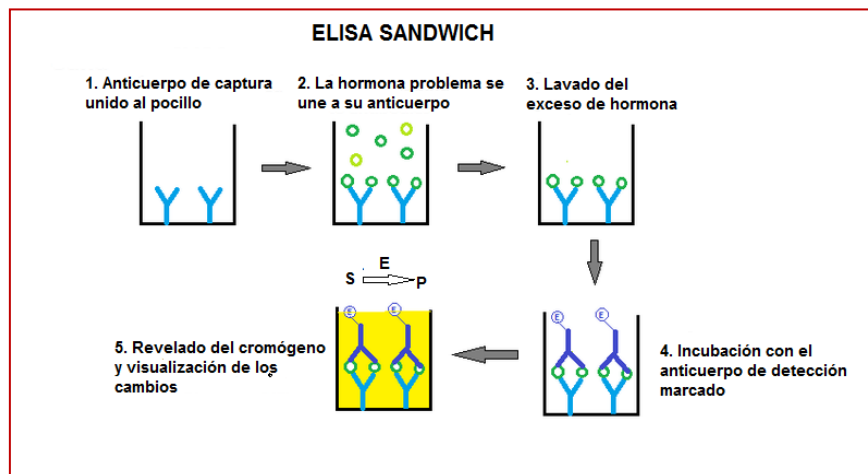 ELISA SANDWICH
1. Anticuerpo de captura
unido al pocillo
2. La hormona problema se
une a su anticuerpo
3. Lavado del
exceso de hormona
E
S
P
E
E
E
E
4. Incubación con el
anticuerpo de detección
marcado
5. Revelado del cromógeno
y visualización de los
cambios